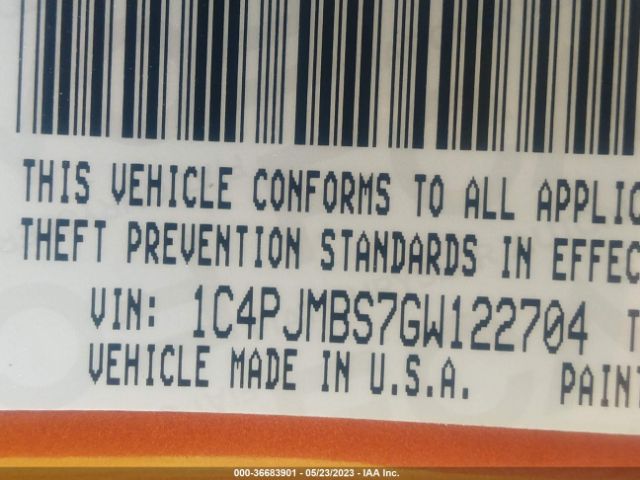 THIS VEHICLE CONFORMS TO ALL APPLIC
THEFT PREVENTION STANDARDS IN EFFEC
VIN: 1C4PJMBS7GW122704 T
VEHICLE MADE IN U.S.A. PAINT
000-36683901 - 05/23/2023 - IAA Inc.